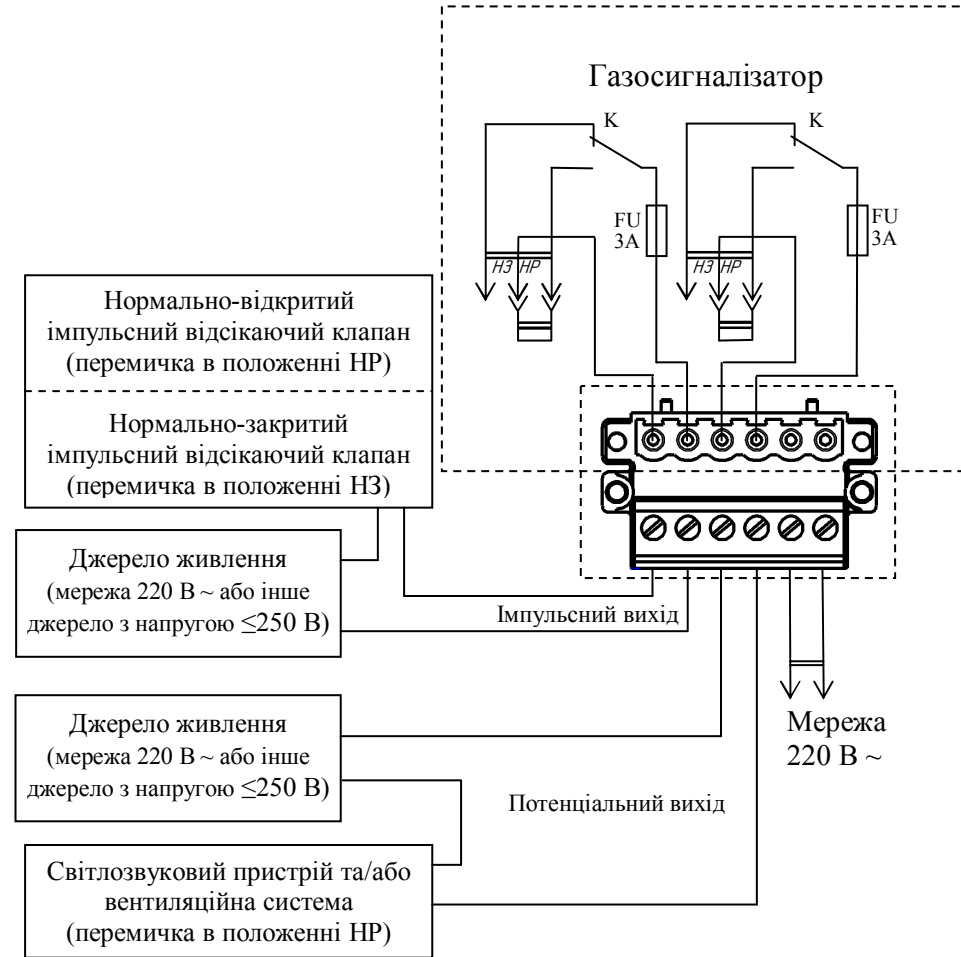 Газосигналізатор
K
K
FU
3A
FU
3A
НЗ НР
НЗ НР
Нормально-відкритий
імпульсний відсікаючий клапан
(перемичка в положенні НР)
Нормально-закритий
імпульсний відсікаючий клапан
(перемичка в положенні НЗ)
Джерело живлення
(мережа 220 В ~ або інше
джерело з напругою ≤250 В)
Імпульсний вихід
Джерело живлення
(мережа 220 В ~ або інше
джерело з напругою ≤250 В)
Мережа
220 В ~
Потенціальний вихід
Світлозвуковий пристрій та/або
вентиляційна система
(перемичка в положенні НР)